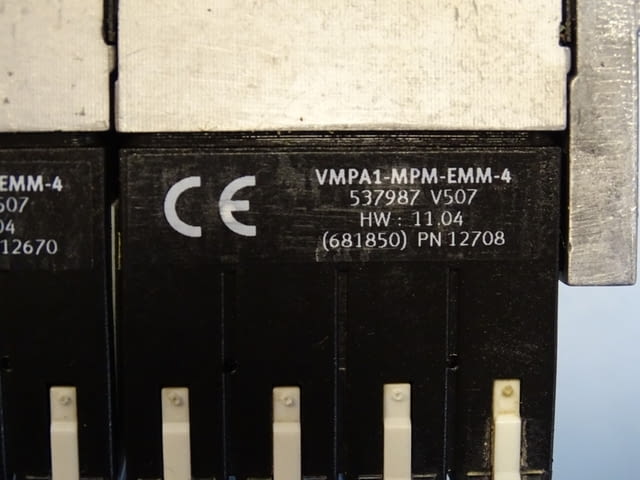 EMM-4
507
04
12670
CE
VMPA1-MPM-EMM-4
537987 V507
HW : 11.04
(681850) PN 12708